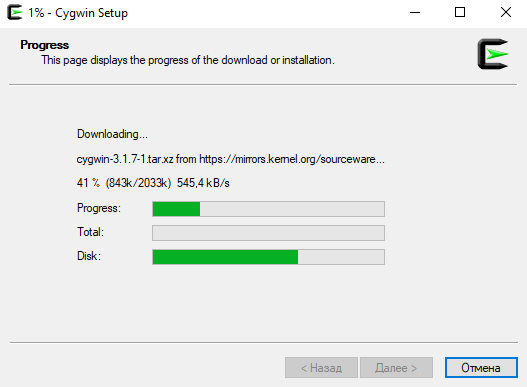 1% - Cygwin Setup
Progress
This page displays the progress of the download or installation.
Downloading...
cygwin-3.1.7-1.tar.xz from https://mirrors.kernel.org/sourceware...
41 % (843k/2033k) 545,4 kB/s
Progress:
Total:
Disk:
< Назад Далее > Отмена